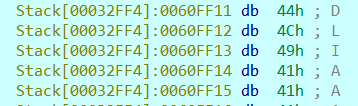 Stack[00032FF4]:0060FF11 db 44h ; D
Stack[00032FF4]:0060FF12 db 4Ch ; L
Stack[00032FF4]:0060FF13 db 49h ; I
Stack[00032FF4]:0060FF14 db 41h ; A
Stack[00032FF4]:0060FF15 db 41h ; A